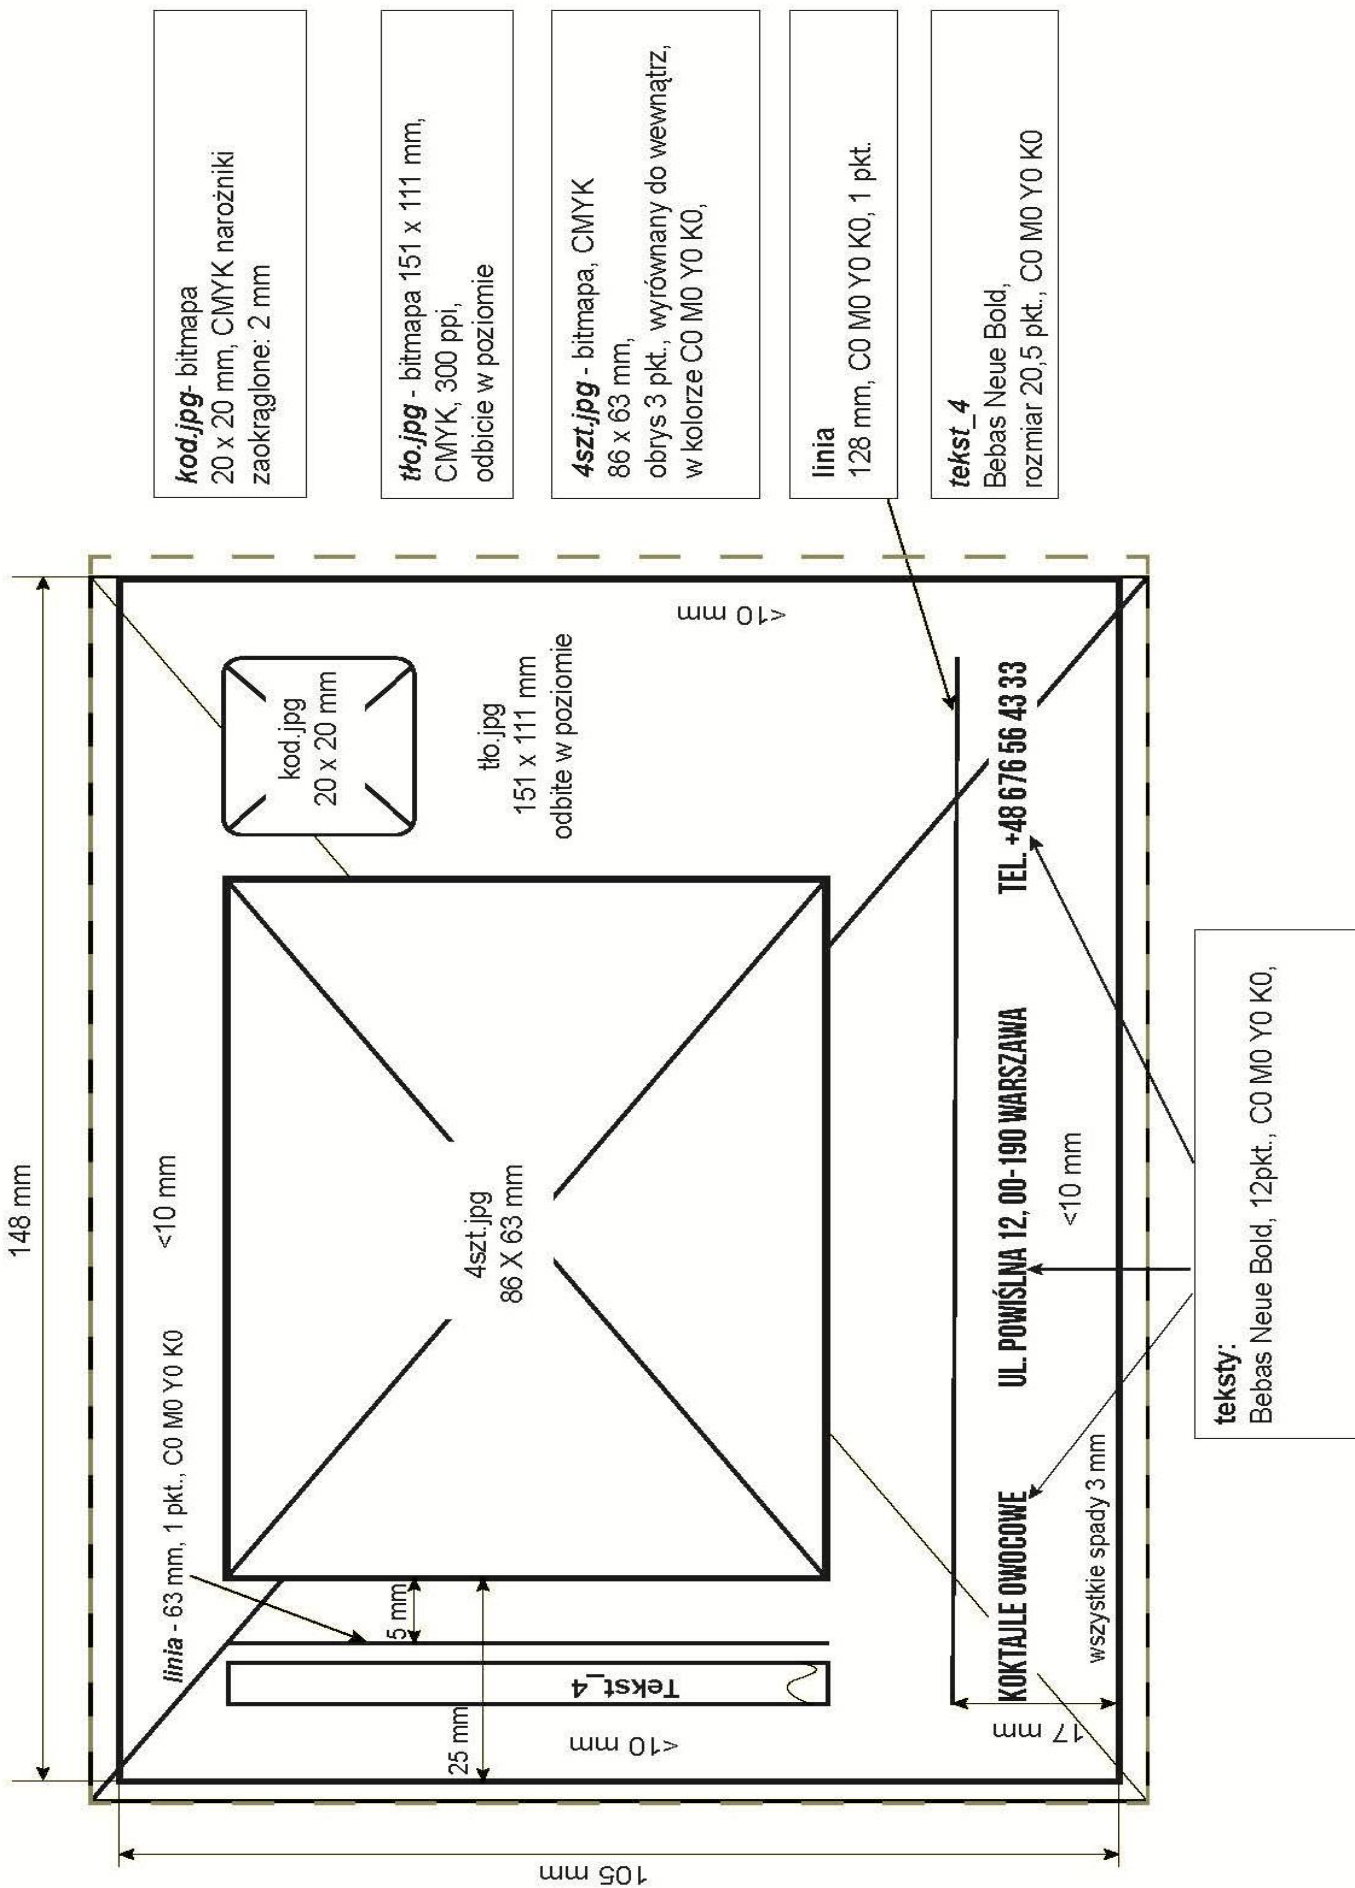 148 mm
105 mm
<10 mm
linia - 63 mm, 1 pkt., C0 M0 Y0 K0
kod.jpg
20 x 20 mm
tło.jpg
151 x 111 mm
odbite w poziomie
<10 mm
4szt.jpg
86 X 63 mm
5 mm
25 mm
Tekst_4
<10 mm
17 mm
KOKTAJLE OWOCOWE
UL. POWIŚLNA 12, 00-190 WARSZAWA
TEL. +48 676 56 43 33
<10 mm
wszystkie spady 3 mm
kod.jpg- bitmapa
20 x 20 mm, CMYK narożniki
zaokrąglone: 2 mm
tło.jpg - bitmapa 151 x 111 mm,
CMYK, 300 ppi,
odbicie w poziomie
4szt.jpg - bitmapa, CMYK
86 x 63 mm,
obrys 3 pkt., wyrównany do wewnątrz,
w kolorze C0 M0 Y0 K0,
linia
128 mm, C0 M0 Y0 K0, 1 pkt.
tekst_4
Bebas Neue Bold,
rozmiar 20,5 pkt., C0 M0 Y0 K0
teksty:
Bebas Neue Bold, 12pkt., C0 M0 Y0 K0,